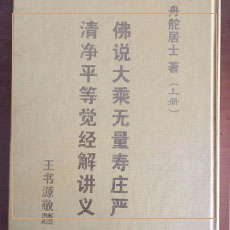 舟舵居士 著（上册）
佛说大乘无量寿庄严
清净平等觉经解讲义
王书源敬题